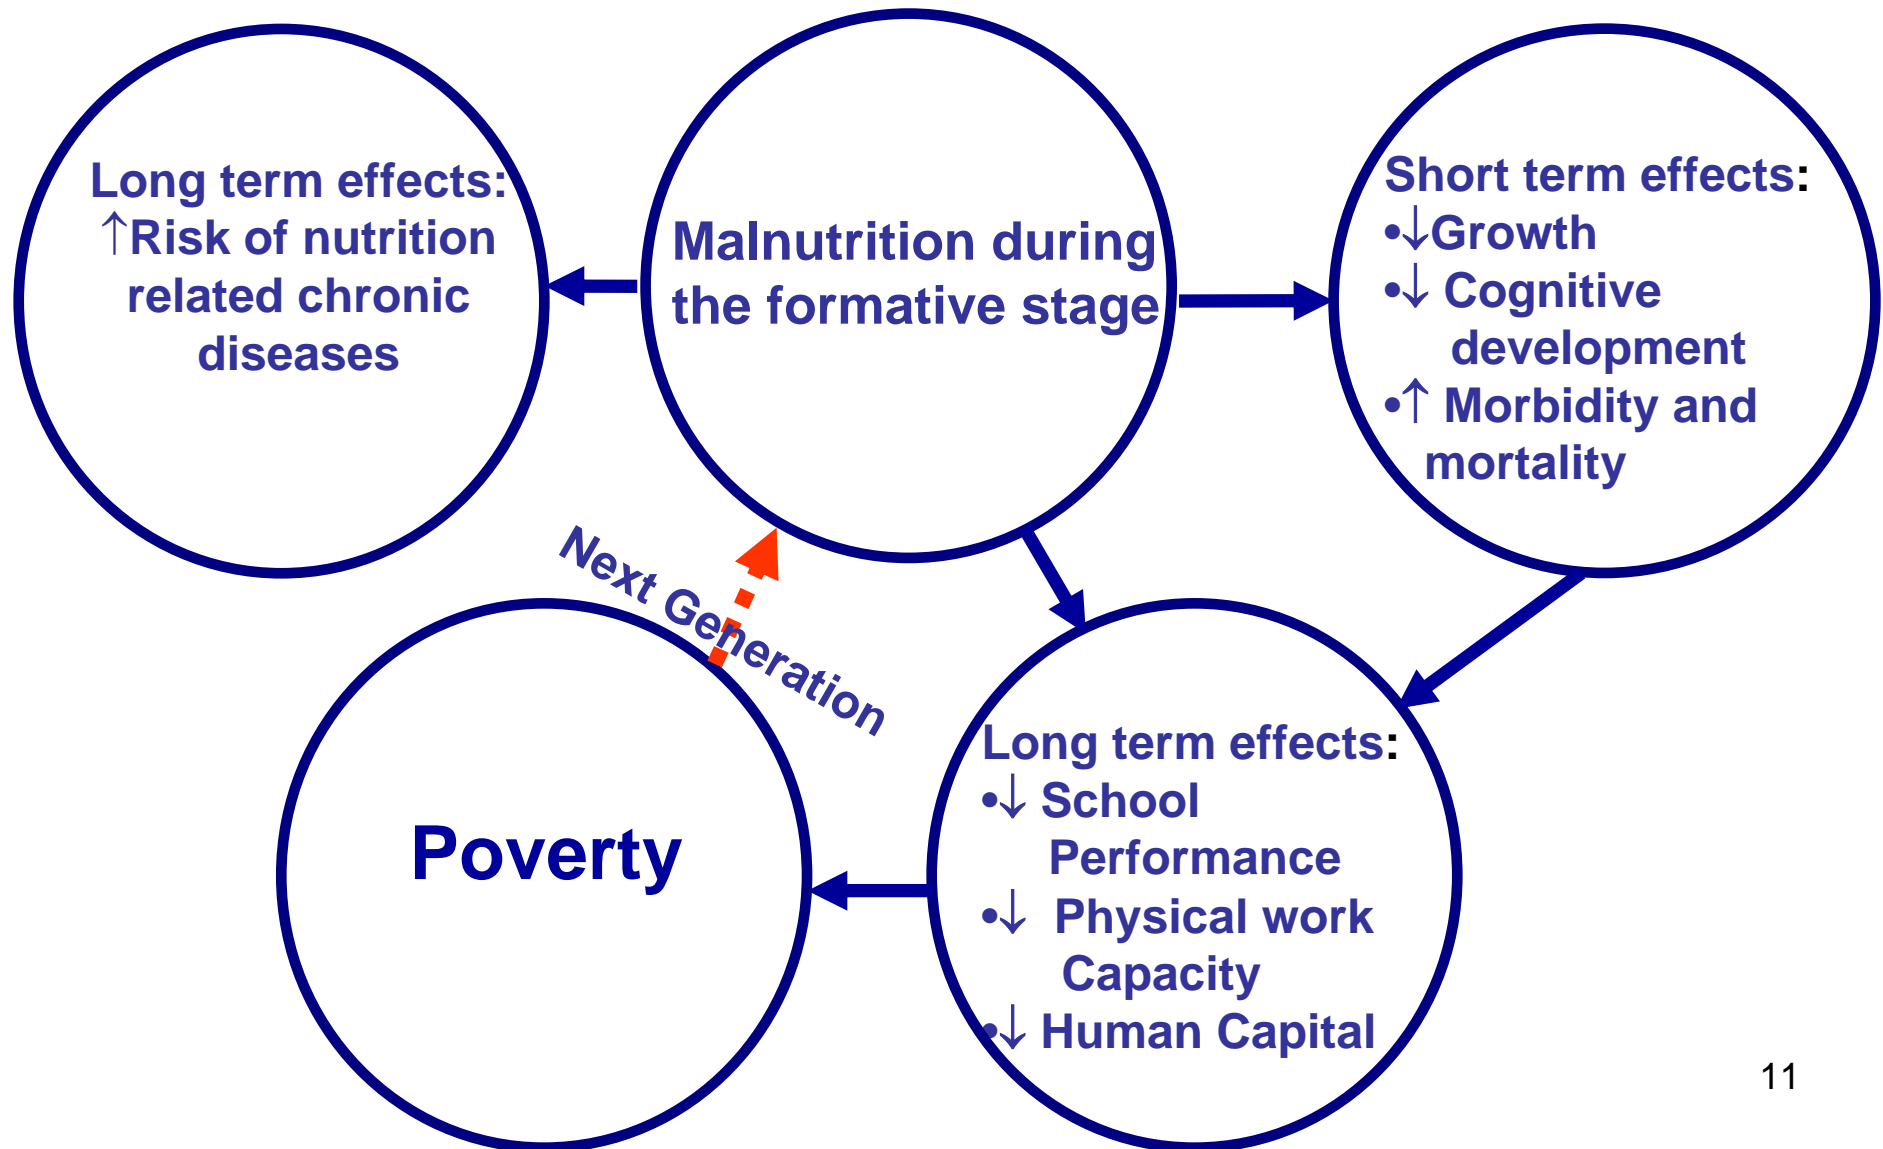 Long term effects:
↑Risk of nutrition
related chronic
diseases
Malnutrition during
the formative stage
Short term effects:
•↓Growth
•↓ Cognitive
development
•↑ Morbidity and
mortality
Next Generation
Poverty
Long term effects:
•↓ School
Performance
•↓ Physical work
Capacity
•↓ Human Capital
11